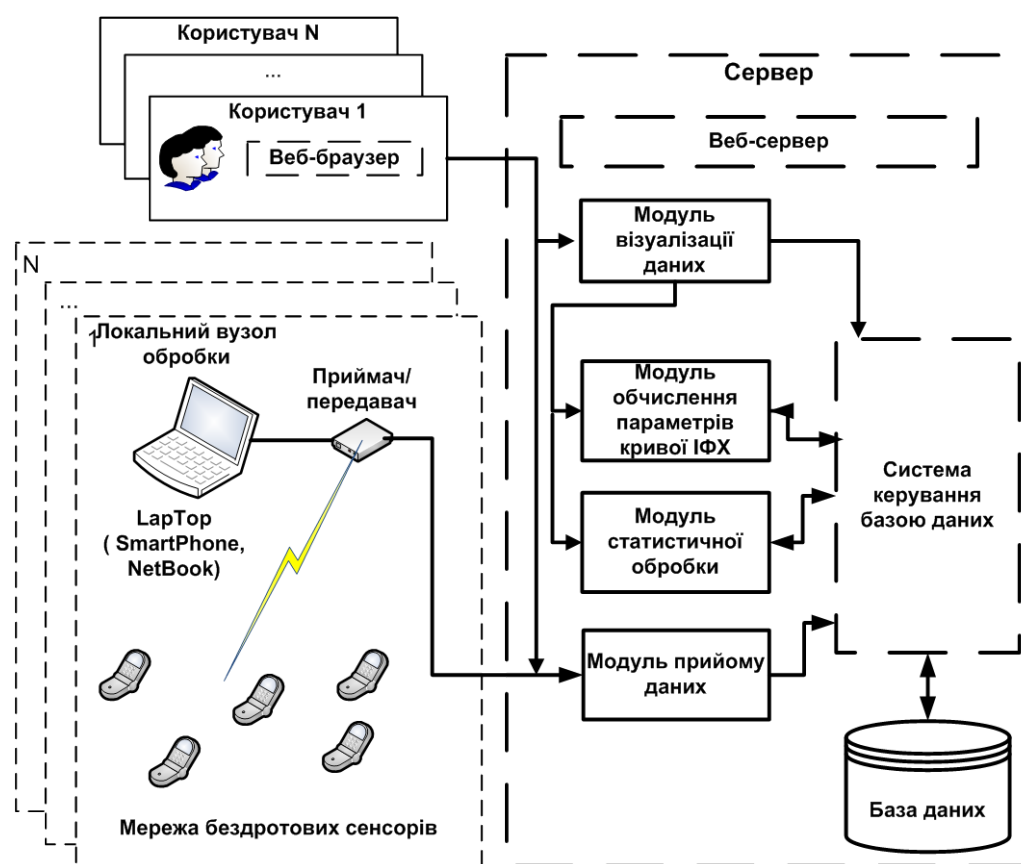 Користувач N
...
Користувач 1
Веб-браузер
Сервер
Веб-сервер
Модуль
візуалізації
даних
N
...
1
Локальний вузол
обробки
Приймач/
передавач
LapTop
( SmartPhone,
NetBook)
Мережа бездротових сенсорів
Модуль
обчислення
параметрів
кривої ІФХ
Модуль
статистичної
обробки
Модуль прийому
даних
Система
керування
базою даних
База даних